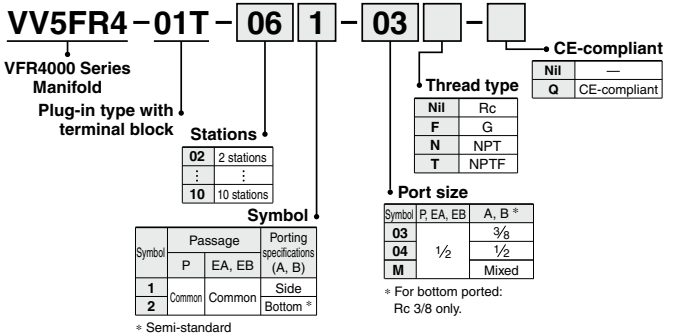 VV5FR4-01T-06 1-03 -
VFR4000 Series
Manifold
Plug-in type with
terminal block
Stations
02 2 stations
⋮ ⋮
10 10 stations
Symbol
Symbol Passage Porting specifications (A, B)
P EA, EB
1 Common Common Side
2 Bottom *
* Semi-standard
CE-compliant
Nil —
Q CE-compliant
Thread type
Nil Rc
F G
N NPT
T NPTF
Port size
Symbol P, EA, EB A, B *
03 1/2 3/8
04 1/2
M Mixed
* For bottom ported:
Rc 3/8 only.